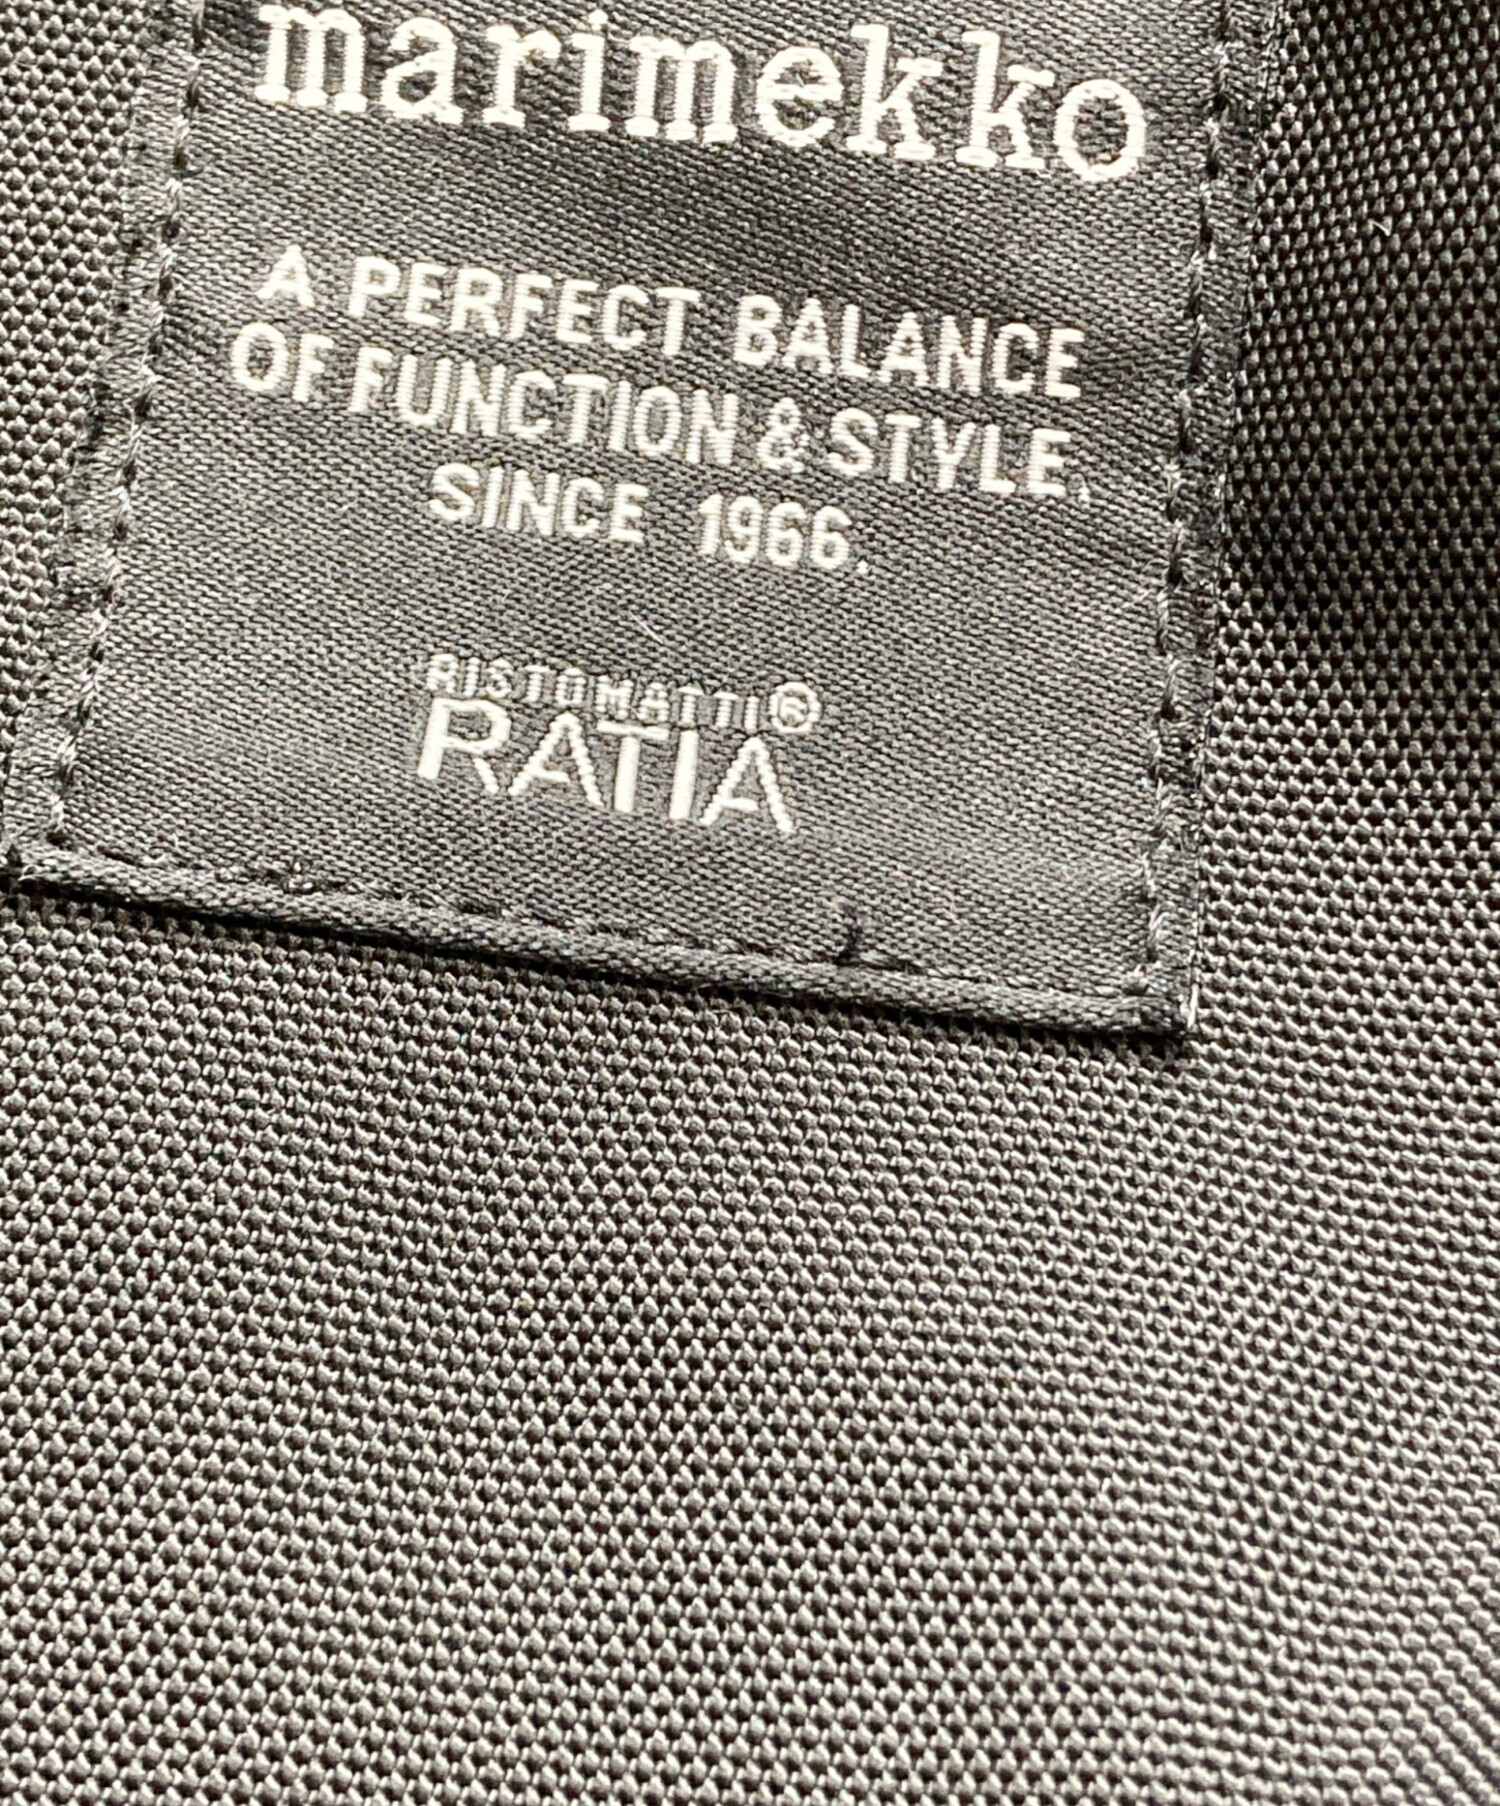 marimekko
A PERFECT BALANCE
OF FUNCTION & STYLE.
SINCE 1966.
RISTOMATTI®
RATIA